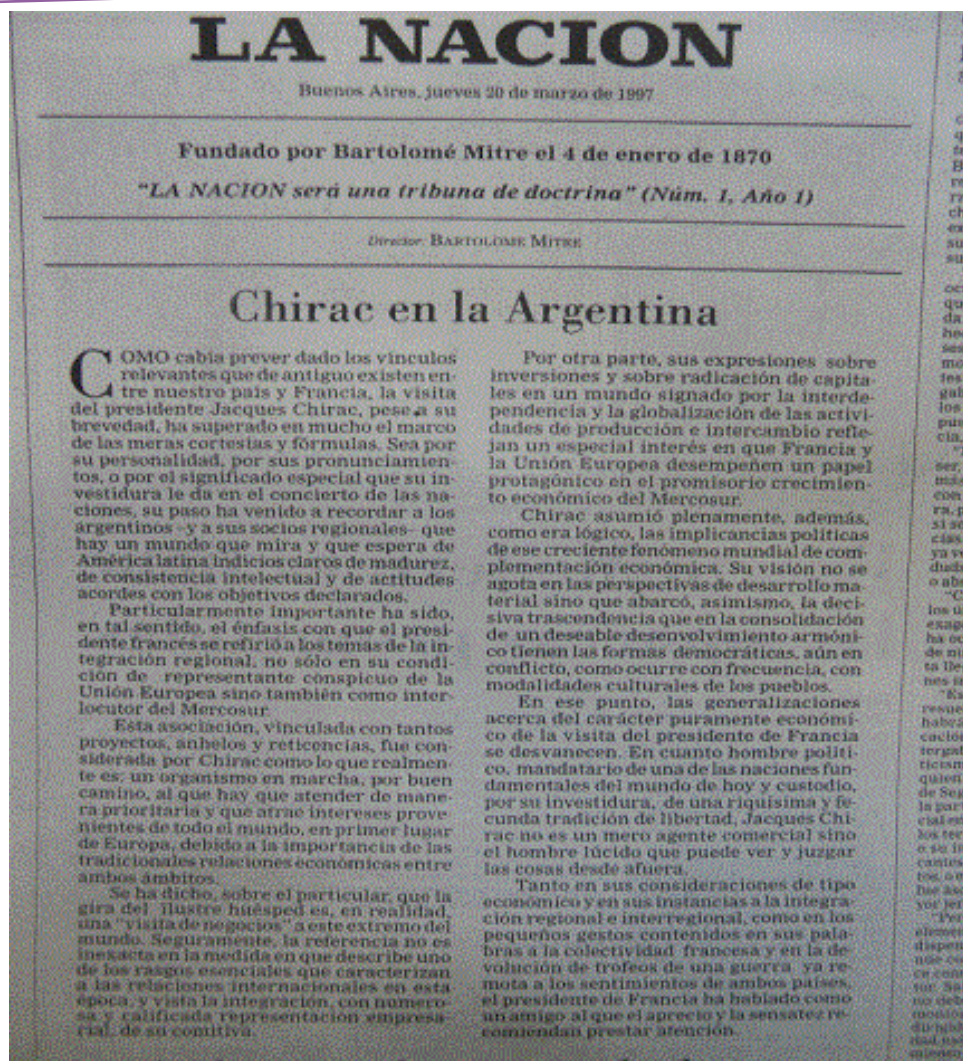 LA NACION
Buenos Aires, jueves 20 de marzo de 1997
Fundado por Bartolomé Mitre el 4 de enero de 1870
"LA NACION será una tribuna de doctrina" (Núm. 1, Año 1)
Director: BARTOLOME MITRE
Chirac en la Argentina
COMO cabía prever dado los vínculos
relevantes que de antiguo existen en-
tre nuestro país y Francia, la visita
del presidente Jacques Chirac, pese a su
brevedad, ha superado en mucho el marco
de las meras cortesías y fórmulas. Sea por
su personalidad, por sus pronunciamien-
tos, o por el significado especial que su in-
vestidura le da en el concierto de las na-
ciones, su paso ha venido a recordar a los
argentinos -y a sus socios regionales- que
hay un mundo que mira y que espera de
América latina indicios claros de madurez,
de consistencia intelectual y de actitudes
acordes con los objetivos declarados.
Particularmente importante ha sido,
en tal sentido, el énfasis con que el presi-
dente francés se refirió a los temas de la in-
tegración regional, no sólo en su condi-
ción de representante conspicuo de la
Unión Europea sino también como inter-
locutor del Mercosur.
Esta asociación, vinculada con tantos
proyectos, anhelos y reticencias, fue con-
siderada por Chirac como lo que realmen-
te es: un organismo en marcha, por buen
camino, al que hay que atender de mane-
ra prioritaria y que atrae intereses prove-
nientes de todo el mundo, en primer lugar
de Europa, debido a la importancia de las
tradicionales relaciones económicas entre
ambos ámbitos.
Se ha dicho, sobre el particular, que la
gira del ilustre huésped es, en realidad,
una "visita de negocios" a este extremo del
mundo. Seguramente, la referencia no es
inexacta en la medida en que describe uno
de los rasgos esenciales que caracterizan
a las relaciones internacionales en esta
época, y vista la integración, con numero-
sa y calificada representación empresa-
rial, de su comitiva.
Por otra parte, sus expresiones sobre
inversiones y sobre radicación de capita-
les en un mundo signado por la interde-
pendencia y la globalización de las activi-
dades de producción e intercambio refle-
jan un especial interés en que Francia y
la Unión Europea desempeñen un papel
protagónico en el promisorio crecimien-
to económico del Mercosur.
Chirac asumió plenamente, además,
como era lógico, las implicancias políticas
de ese creciente fenómeno mundial de com-
plementación económica. Su visión no se
agota en las perspectivas de desarrollo ma-
terial sino que abarcó, asimismo, la deci-
siva trascendencia que en la consolidación
de un deseable desenvolvimiento armóni-
co tienen las formas democráticas, aún en
conflicto, como ocurre con frecuencia, con
modalidades culturales de los pueblos.
En ese punto, las generalizaciones
acerca del carácter puramente económi-
co de la visita del presidente de Francia
se desvanecen. En cuanto hombre políti-
co, mandatario de una de las naciones fun-
damentales del mundo de hoy y custodio,
por su investidura, de una riquísima y fe-
cunda tradición de libertad, Jacques Chi-
rac no es un mero agente comercial sino
el hombre lúcido que puede ver y juzgar
las cosas desde afuera.
Tanto en sus consideraciones de tipo
económico y en sus instancias a la integra-
ción regional e interregional, como en los
pequeños gestos contenidos en sus pala-
bras a la colectividad francesa y en la de-
volución de trofeos de una guerra ya re-
mota a los sentimientos de ambos países,
el presidente de Francia ha hablado como
un amigo al que el aprecio y la sensatez re-
comiendan prestar atención.